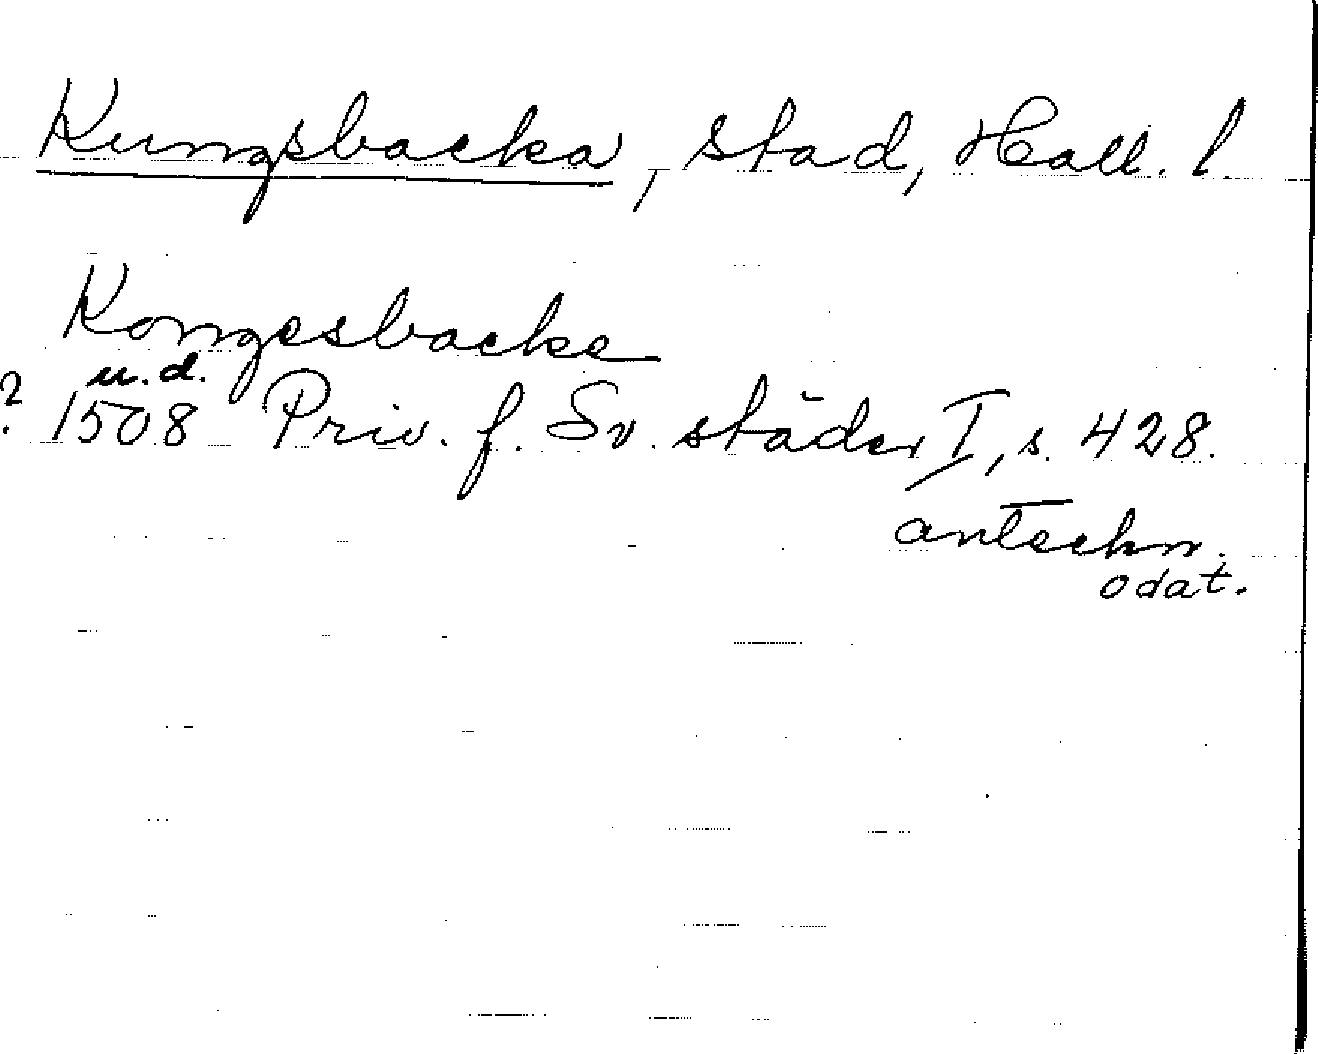 Kungsbacka, stad, Hall. l
Kongesbacke
u.d.
? 1508 Priv. f. Sv. städer I, s. 428.
anteckn.
odat.